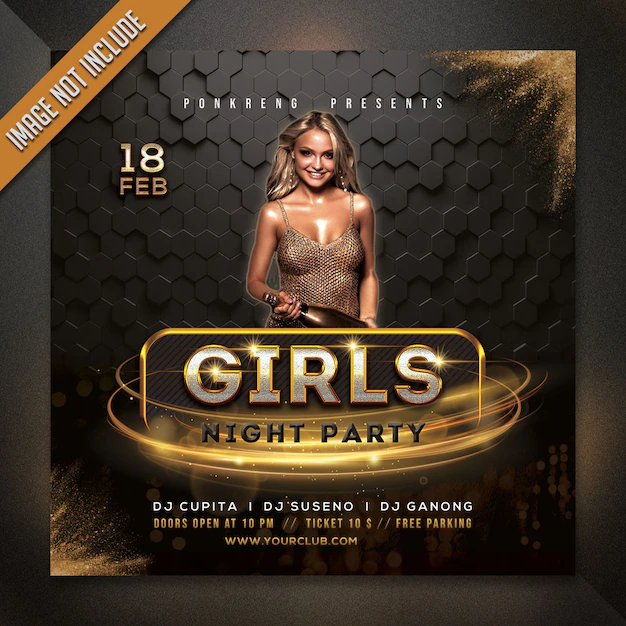 IMAGE NOT INCLUDE
PONKRENG PRESENTS
18
FEB
GIRLS
NIGHT PARTY
DJ CUPITA I DJ SUSENO I DJ GANONG
DOORS OPEN AT 10 PM // TICKET 10 $ // FREE PARKING
WWW.YOURCLUB.COM